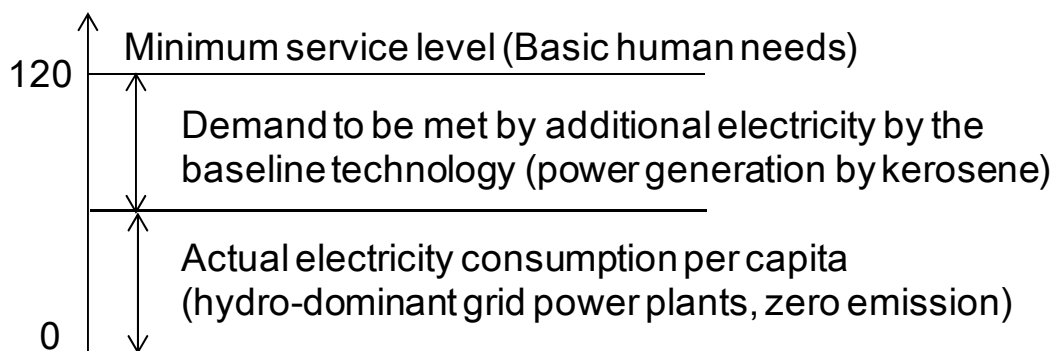 Minimum service level (Basic human needs)
120
Demand to be met by additional electricity by the
baseline technology (power generation by kerosene)
Actual electricity consumption per capita
(hydro-dominant grid power plants, zero emission)
0